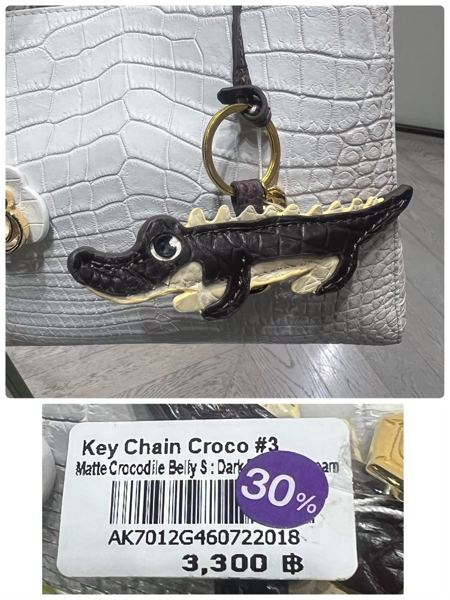 Key Chain Croco #3
Matte Crocodile Belly S : Dark
30%
AK7012G460722018
3,300 ฿